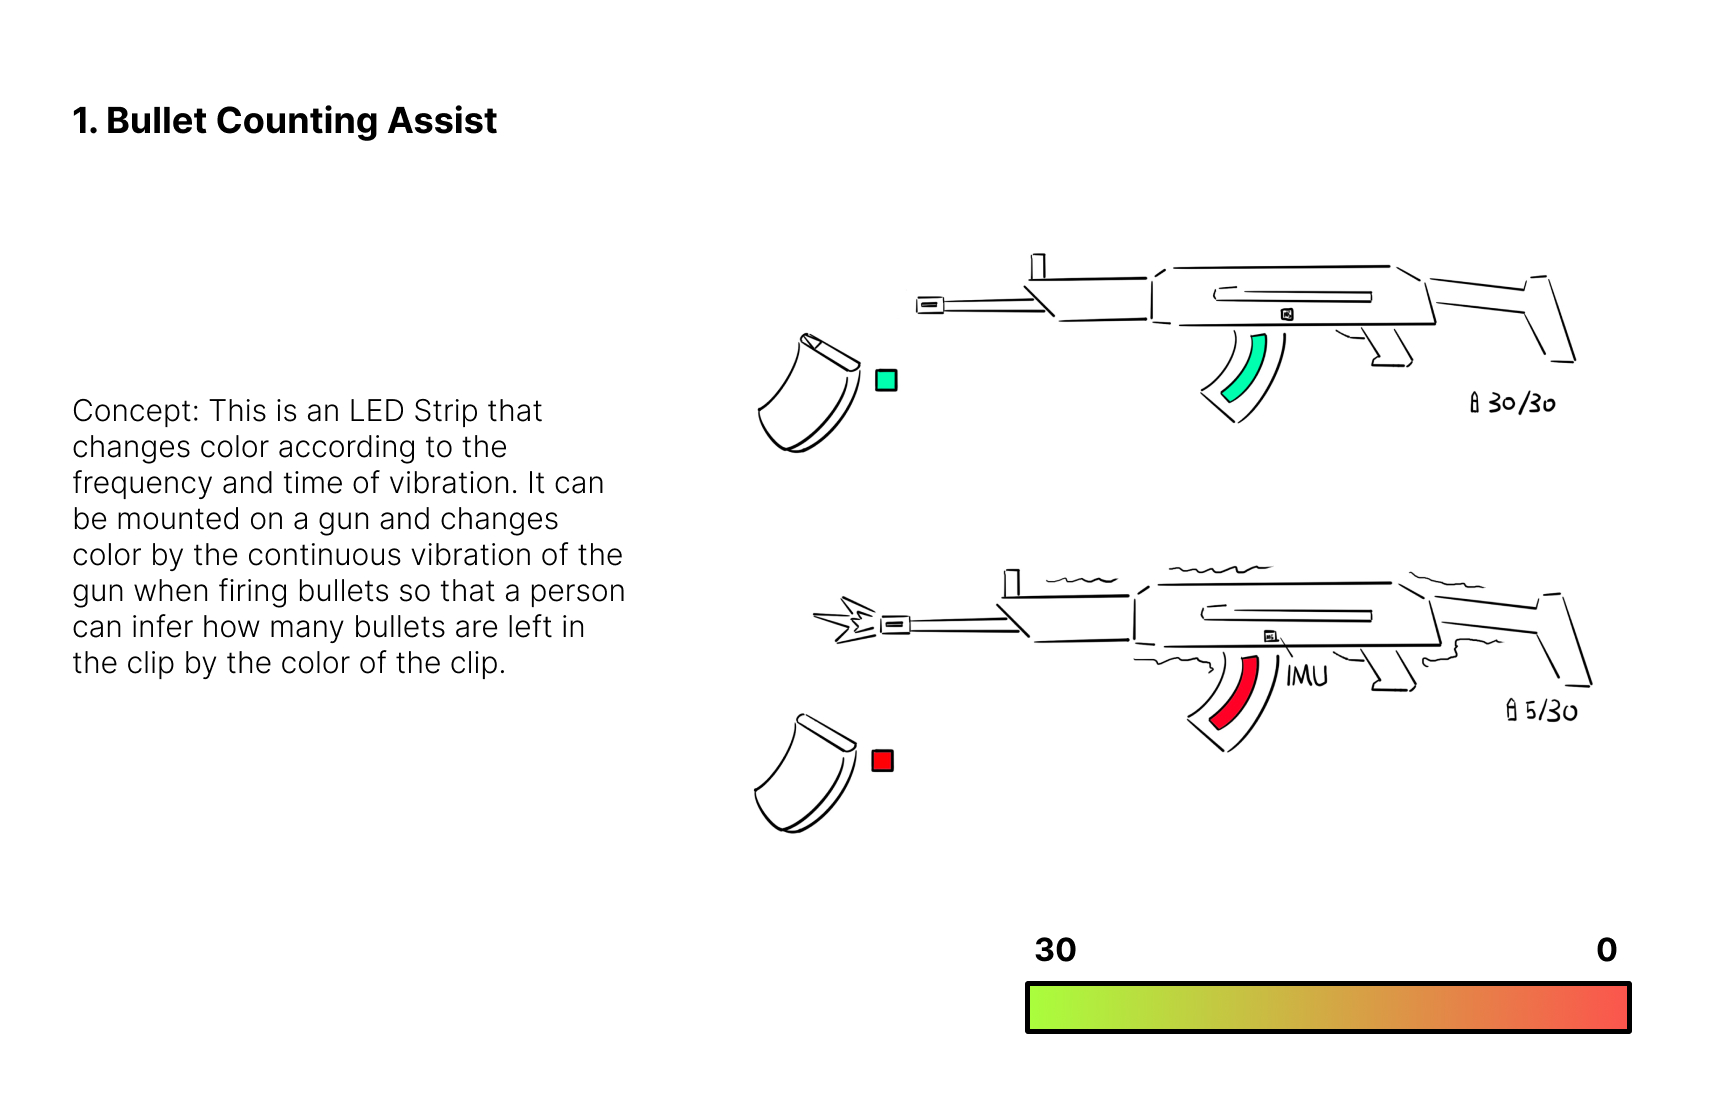 1. Bullet Counting Assist
Concept: This is an LED Strip that
changes color according to the
frequency and time of vibration. It can
be mounted on a gun and changes
color by the continuous vibration of the
gun when firing bullets so that a person
can infer how many bullets are left in
the clip by the color of the clip.
30/30
IMU
5/30
30 0